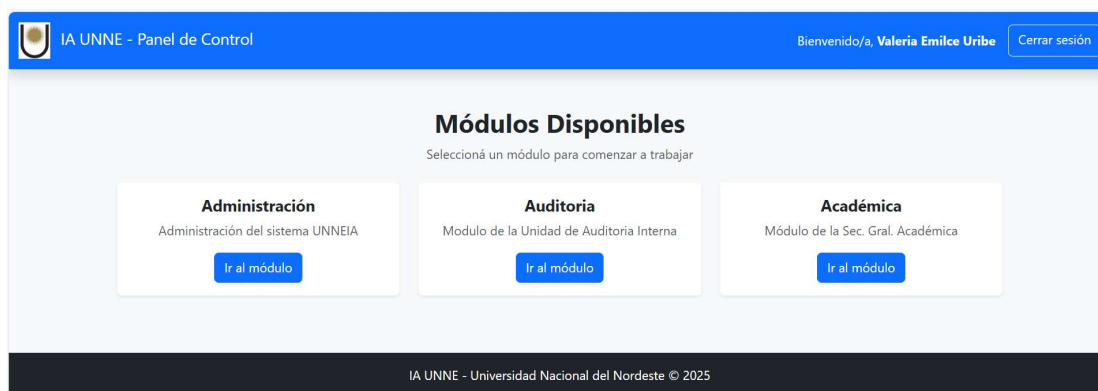 IA UNNE - Panel de Control
Bienvenido/a, Valeria Emilce Uribe
Cerrar sesión
Módulos Disponibles
Seleccioná un módulo para comenzar a trabajar
Administración
Administración del sistema UNNEIA
Ir al módulo
Auditoria
Modulo de la Unidad de Auditoria Interna
Ir al módulo
Académica
Módulo de la Sec. Gral. Académica
Ir al módulo
IA UNNE - Universidad Nacional del Nordeste © 2025